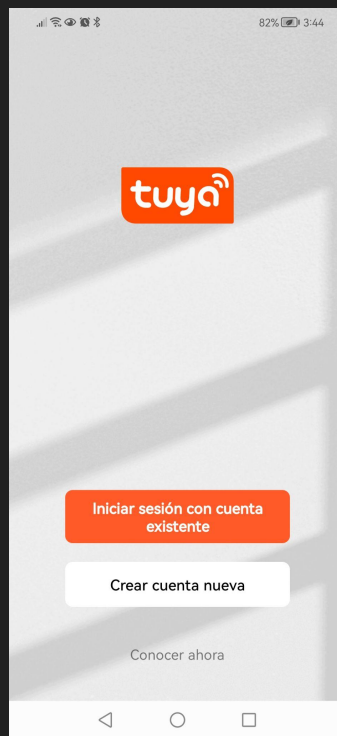 82% 3:44
tuya
Iniciar sesión con cuenta
existente
Crear cuenta nueva
Conocer ahora